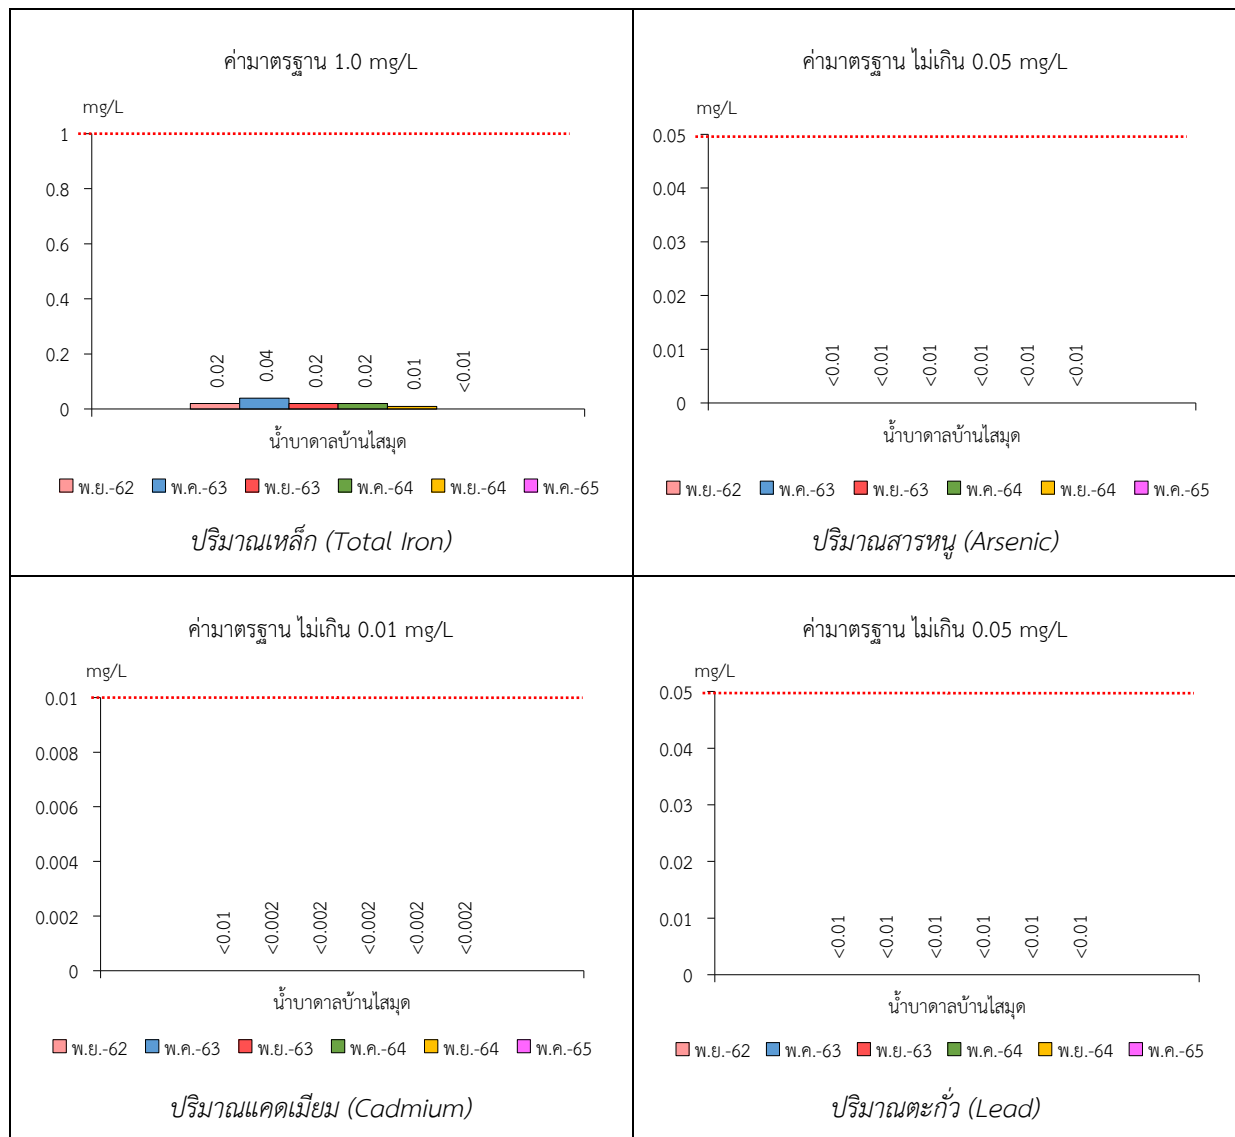 ค่ามาตรฐาน 1.0 mg/L
mg/L
1
0.8
0.6
0.4
0.2
0
0.02
0.04
0.02
0.02
0.01
<0.01
น้ำบาดาลบ้านไสมุด
พ.ย.-62 พ.ค.-63 พ.ย.-63 พ.ค.-64 พ.ย.-64 พ.ค.-65
ปริมาณเหล็ก (Total Iron)
ค่ามาตรฐาน ไม่เกิน 0.05 mg/L
mg/L
0.05
0.04
0.03
0.02
0.01
0
<0.01
<0.01
<0.01
<0.01
<0.01
<0.01
น้ำบาดาลบ้านไสมุด
พ.ย.-62 พ.ค.-63 พ.ย.-63 พ.ค.-64 พ.ย.-64 พ.ค.-65
ปริมาณสารหนู (Arsenic)
ค่ามาตรฐาน ไม่เกิน 0.01 mg/L
mg/L
0.01
0.008
0.006
0.004
0.002
0
<0.01
<0.002
<0.002
<0.002
<0.002
<0.002
น้ำบาดาลบ้านไสมุด
พ.ย.-62 พ.ค.-63 พ.ย.-63 พ.ค.-64 พ.ย.-64 พ.ค.-65
ปริมาณแคดเมียม (Cadmium)
ค่ามาตรฐาน ไม่เกิน 0.05 mg/L
mg/L
0.05
0.04
0.03
0.02
0.01
0
<0.01
<0.01
<0.01
<0.01
<0.01
<0.01
น้ำบาดาลบ้านไสมุด
พ.ย.-62 พ.ค.-63 พ.ย.-63 พ.ค.-64 พ.ย.-64 พ.ค.-65
ปริมาณตะกั่ว (Lead)